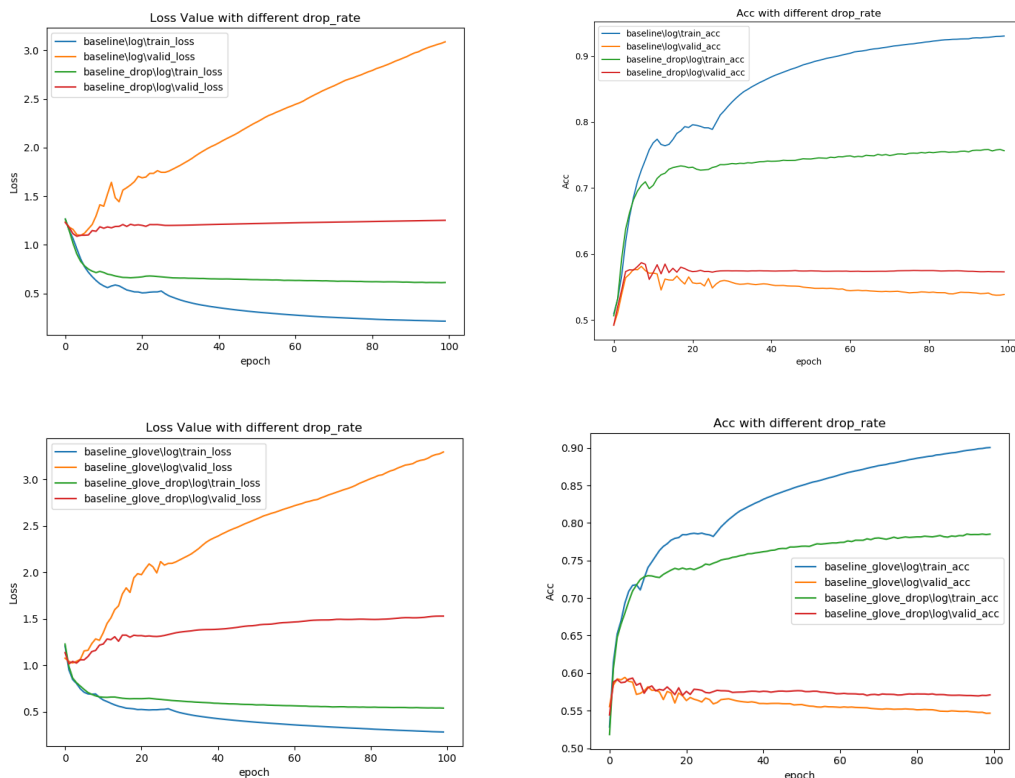 Loss Value with different drop_rate
baseline\log\train_loss
baseline\log\valid_loss
baseline_drop\log\train_loss
baseline_drop\log\valid_loss
3.0
2.5
2.0
1.5
1.0
0.5
Loss
0 20 40 60 80 100
epoch
Acc with different drop_rate
baseline\log\train_acc
baseline\log\valid_acc
baseline_drop\log\train_acc
baseline_drop\log\valid_acc
0.9
0.8
0.7
0.6
0.5
Acc
0 20 40 60 80 100
epoch
Loss Value with different drop_rate
baseline_glove\log\train_loss
baseline_glove\log\valid_loss
baseline_glove_drop\log\train_loss
baseline_glove_drop\log\valid_loss
3.0
2.5
2.0
1.5
1.0
0.5
Loss
0 20 40 60 80 100
epoch
Acc with different drop_rate
0.90
0.85
0.80
0.75
0.70
0.65
0.60
0.55
0.50
Acc
baseline_glove\log\train_acc
baseline_glove\log\valid_acc
baseline_glove_drop\log\train_acc
baseline_glove_drop\log\valid_acc
0 20 40 60 80 100
epoch